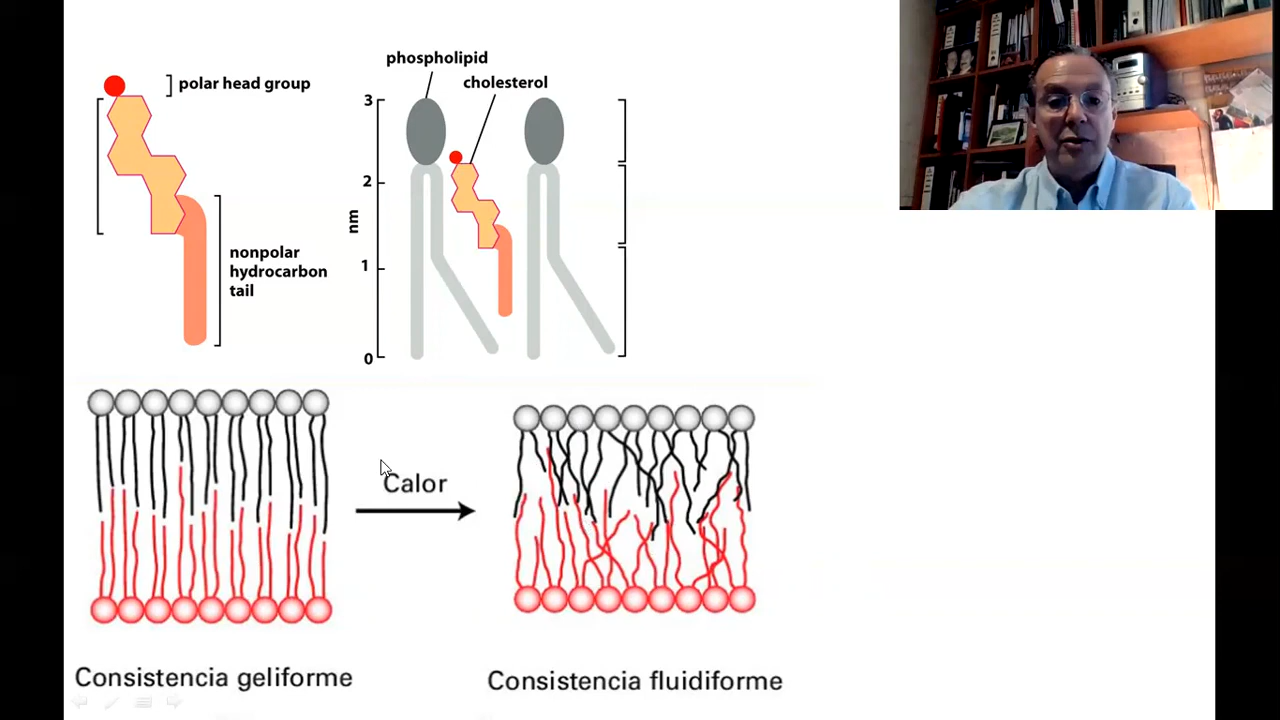 polar head group
nonpolar
hydrocarbon
tail
phospholipid
cholesterol
3
2
nm
1
0
Calor
Consistencia geliforme
Consistencia fluidiforme